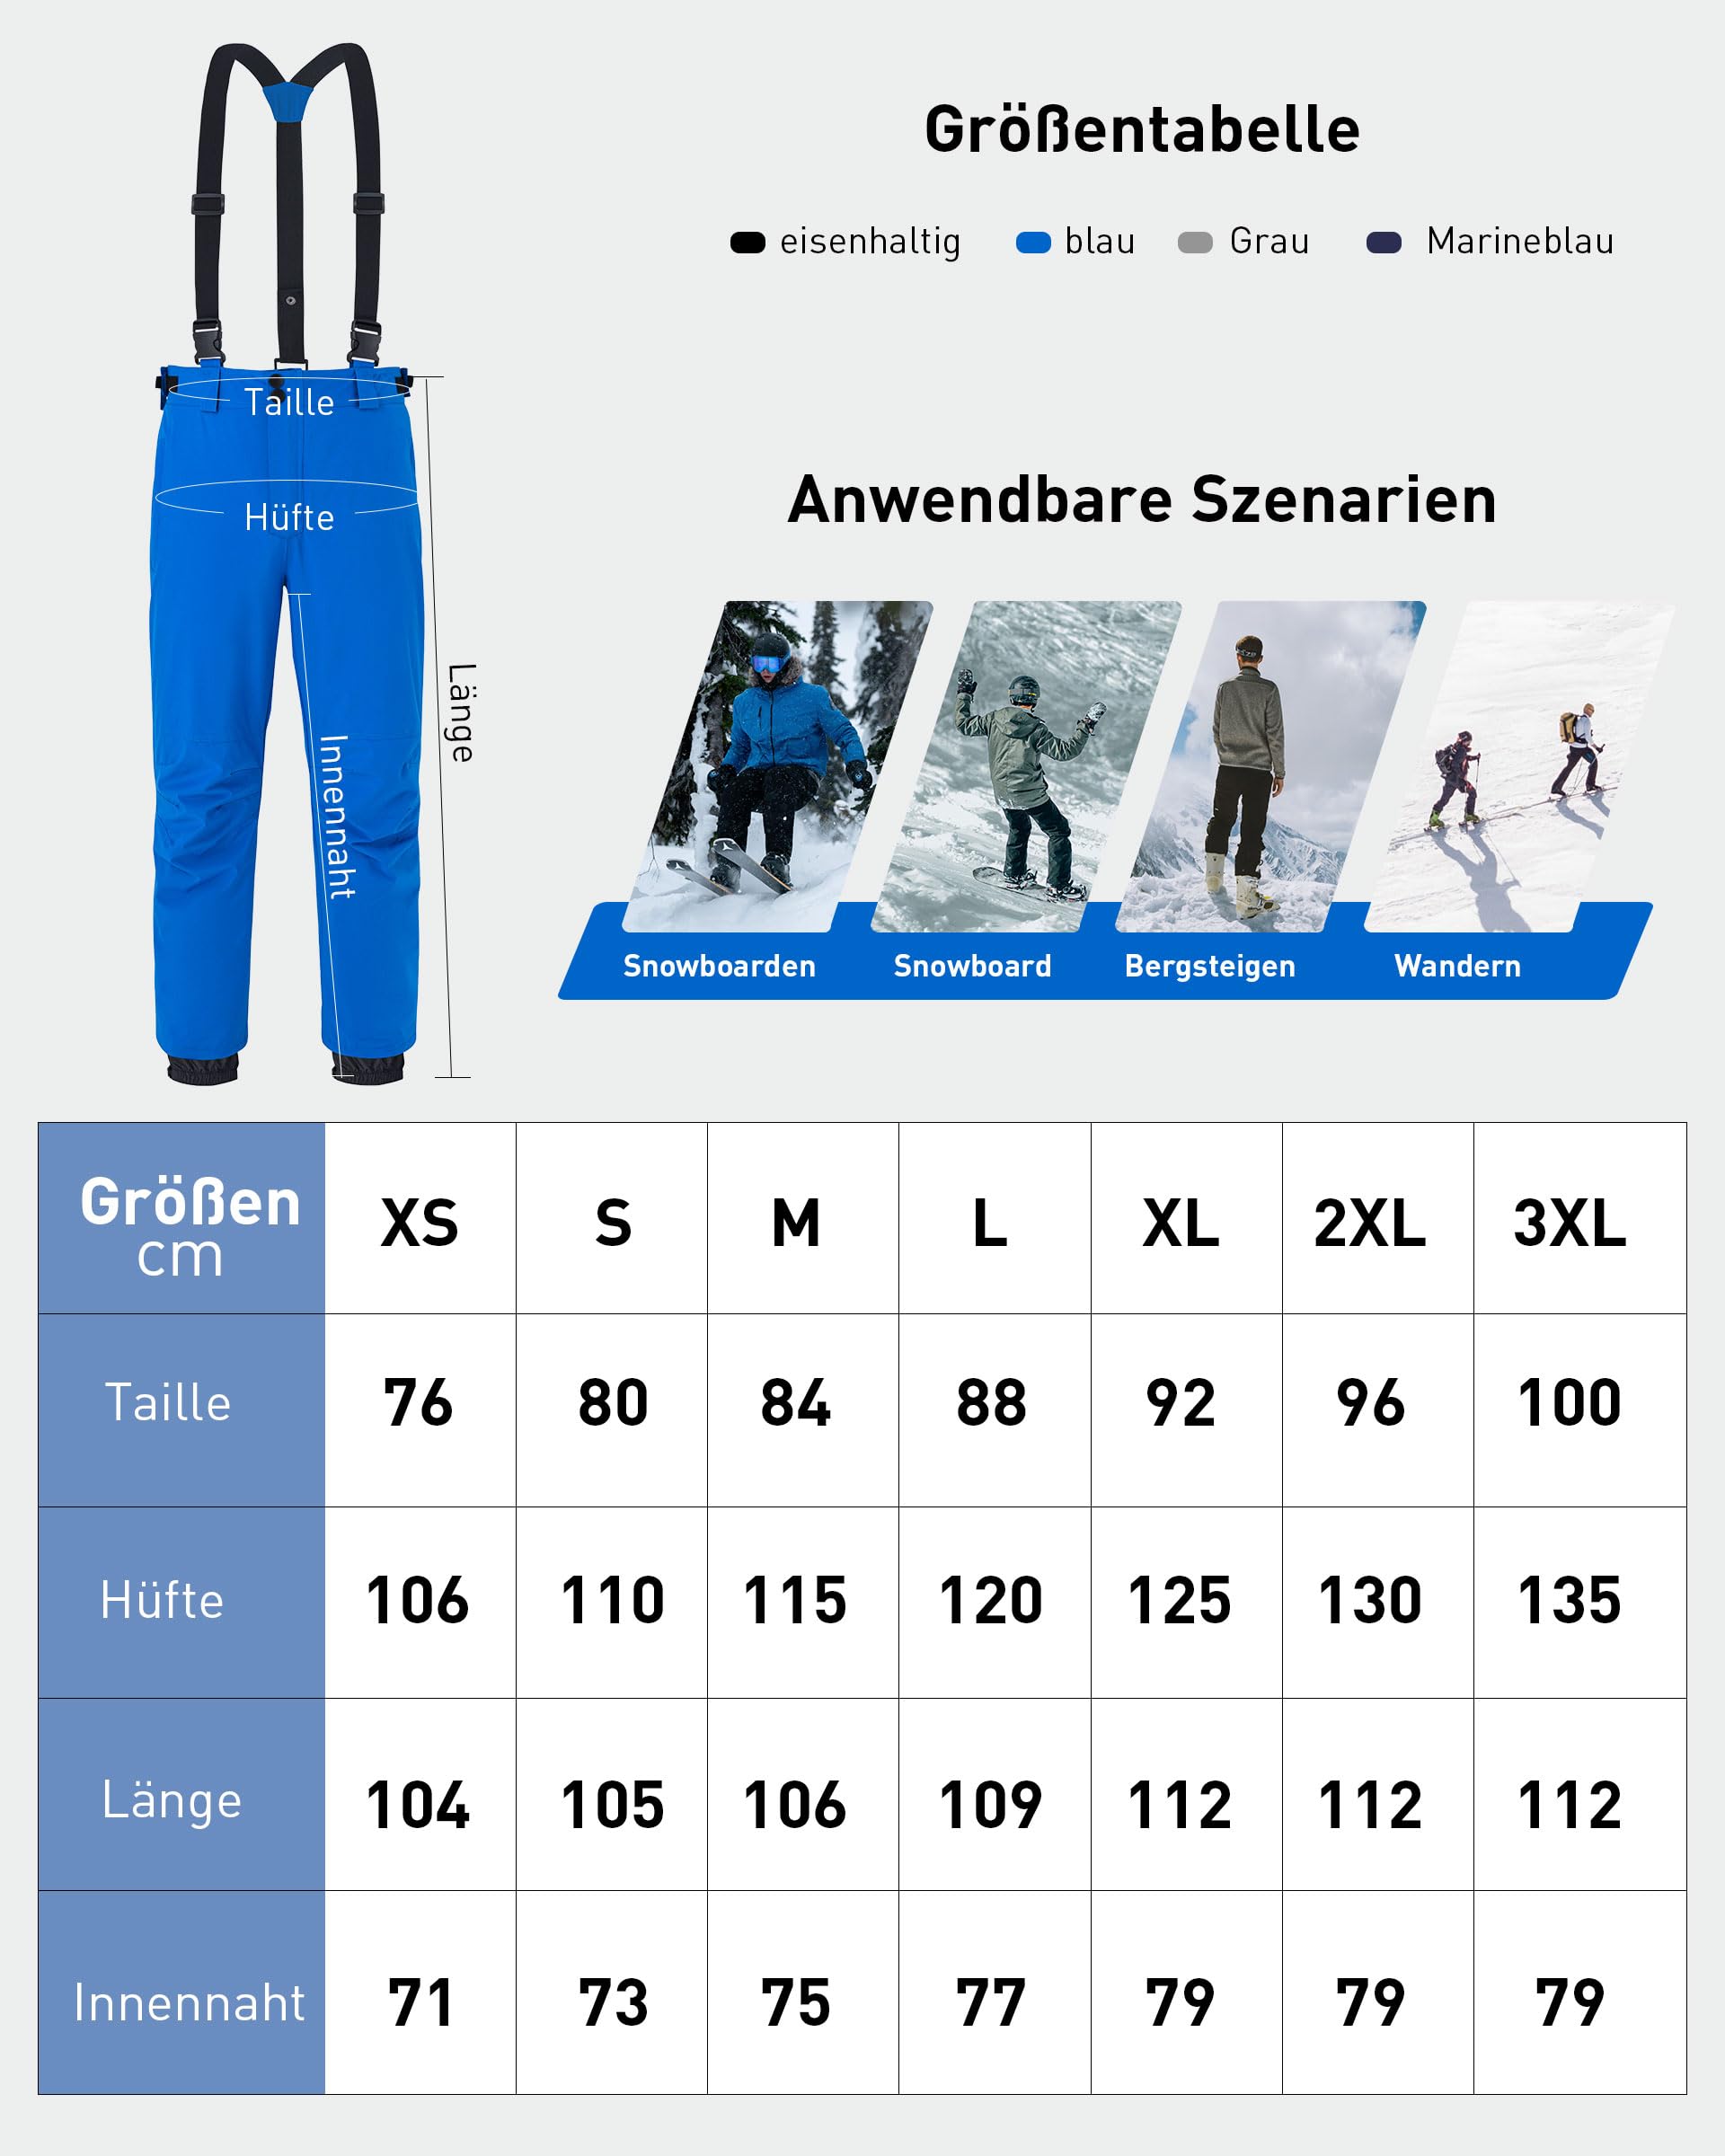 Größentabelle
eisenhaltig blau Grau Marineblau
Taille
Hüfte
Länge
Innennaht
Anwendbare Szenarien
Snowboarden Snowboard Bergsteigen Wandern
Größen cm XS S M L XL 2XL 3XL
Taille 76 80 84 88 92 96 100
Hüfte 106 110 115 120 125 130 135
Länge 104 105 106 109 112 112 112
Innennaht 71 73 75 77 79 79 79